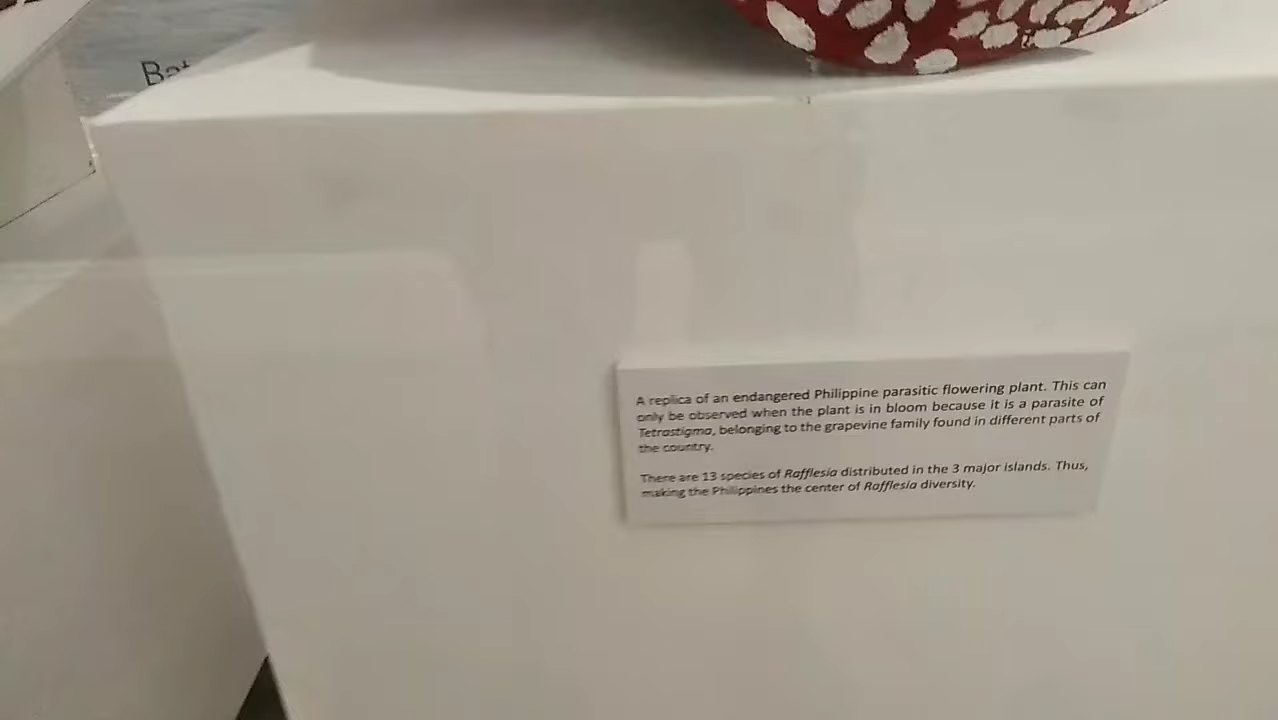 A replica of an endangered Philippine parasitic flowering plant. This can
only be observed when the plant is in bloom because it is a parasite of
Tetrastigma, belonging to the grapevine family found in different parts of
the country.
There are 13 species of Rafflesia distributed in the 3 major islands. Thus,
making the Philippines the center of Rafflesia diversity.